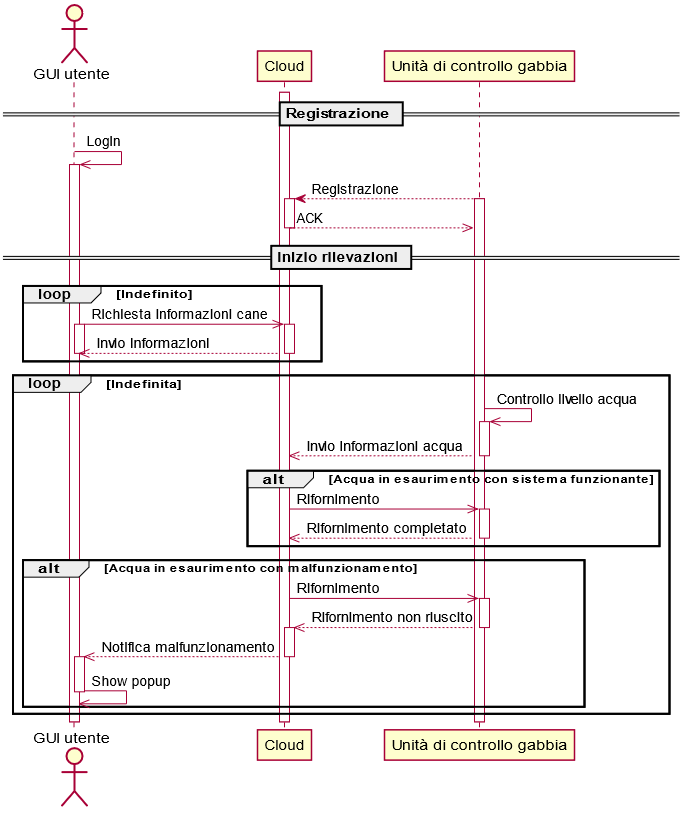 GUI utente
Cloud
Unità di controllo gabbia
Registrazione
Login
Registrazione
ACK
Inizio rilevazioni
loop [Indefinito]
Richiesta informazioni cane
Invio informazioni
loop [Indefinita]
Controllo livello acqua
Invio informazioni acqua
alt [Acqua in esaurimento con sistema funzionante]
Rifornimento
Rifornimento completato
alt [Acqua in esaurimento con malfunzionamento]
Rifornimento
Rifornimento non riuscito
Notifica malfunzionamento
Show popup
GUI utente
Cloud
Unità di controllo gabbia